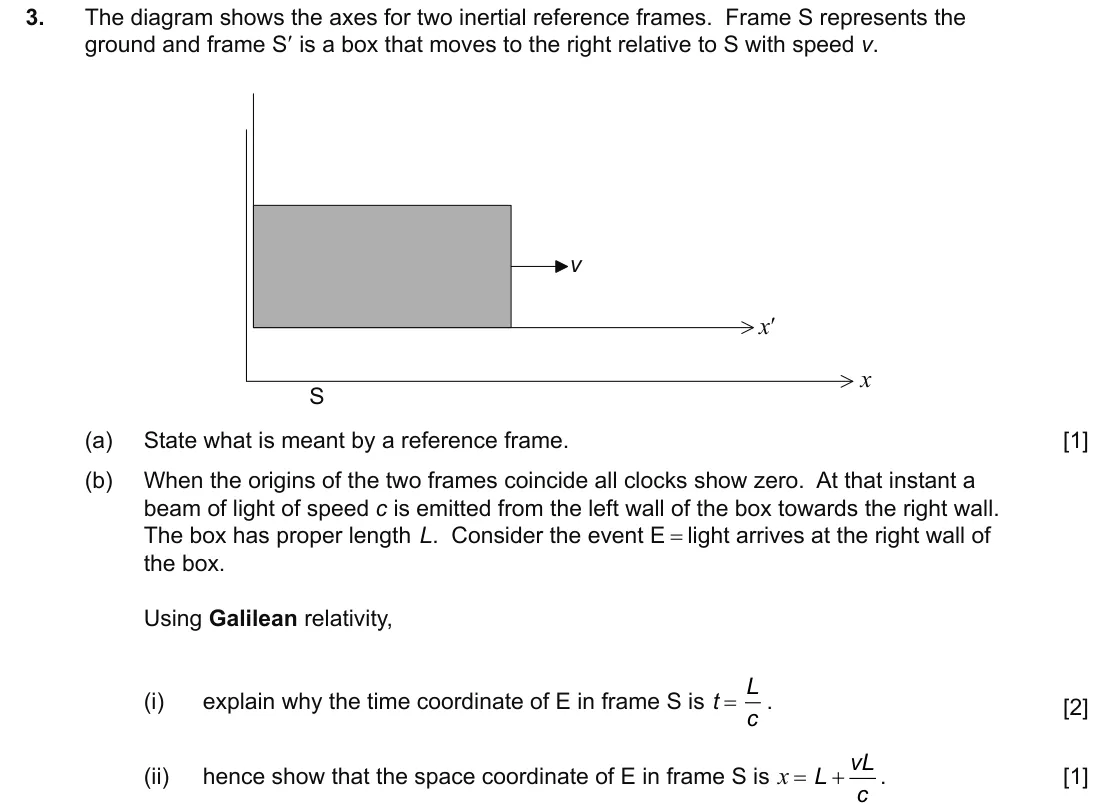 3. The diagram shows the axes for two inertial reference frames. Frame S represents the
ground and frame S′ is a box that moves to the right relative to S with speed v.
v
x′
x
S
(a) State what is meant by a reference frame. [1]
(b) When the origins of the two frames coincide all clocks show zero. At that instant a
beam of light of speed c is emitted from the left wall of the box towards the right wall.
The box has proper length L. Consider the event E = light arrives at the right wall of
the box.
Using Galilean relativity,
(i) explain why the time coordinate of E in frame S is t = L/c. [2]
(ii) hence show that the space coordinate of E in frame S is x = L + vL/c. [1]